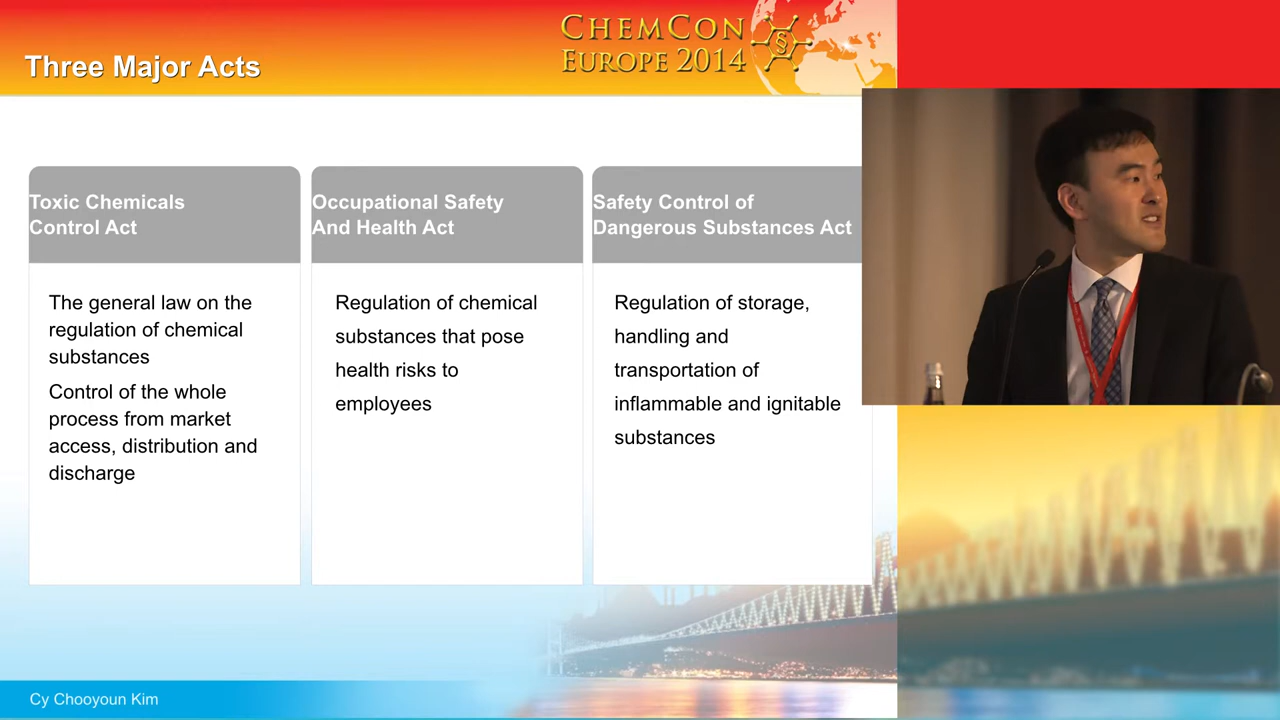 CHEMCON
EUROPE 2014
§
Three Major Acts
Toxic Chemicals
Control Act
The general law on the
regulation of chemical
substances
Control of the whole
process from market
access, distribution and
discharge
Occupational Safety
And Health Act
Regulation of chemical
substances that pose
health risks to
employees
Safety Control of
Dangerous Substances Act
Regulation of storage,
handling and
transportation of
inflammable and ignitable
substances
Cy Chooyoun Kim